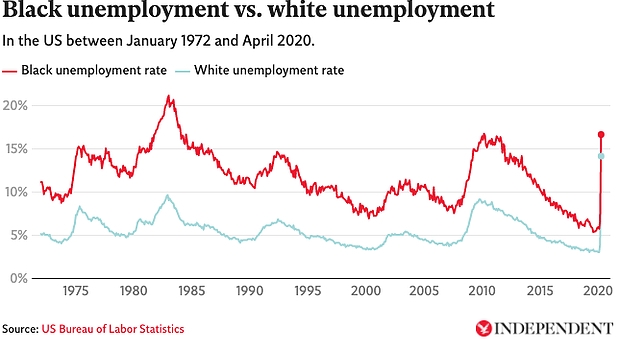 Black unemployment vs. white unemployment
In the US between January 1972 and April 2020.
Black unemployment rate White unemployment rate
20%
15%
10%
5%
0%
1975 1980 1985 1990 1995 2000 2005 2010 2015 2020
Source: US Bureau of Labor Statistics
INDEPENDENT